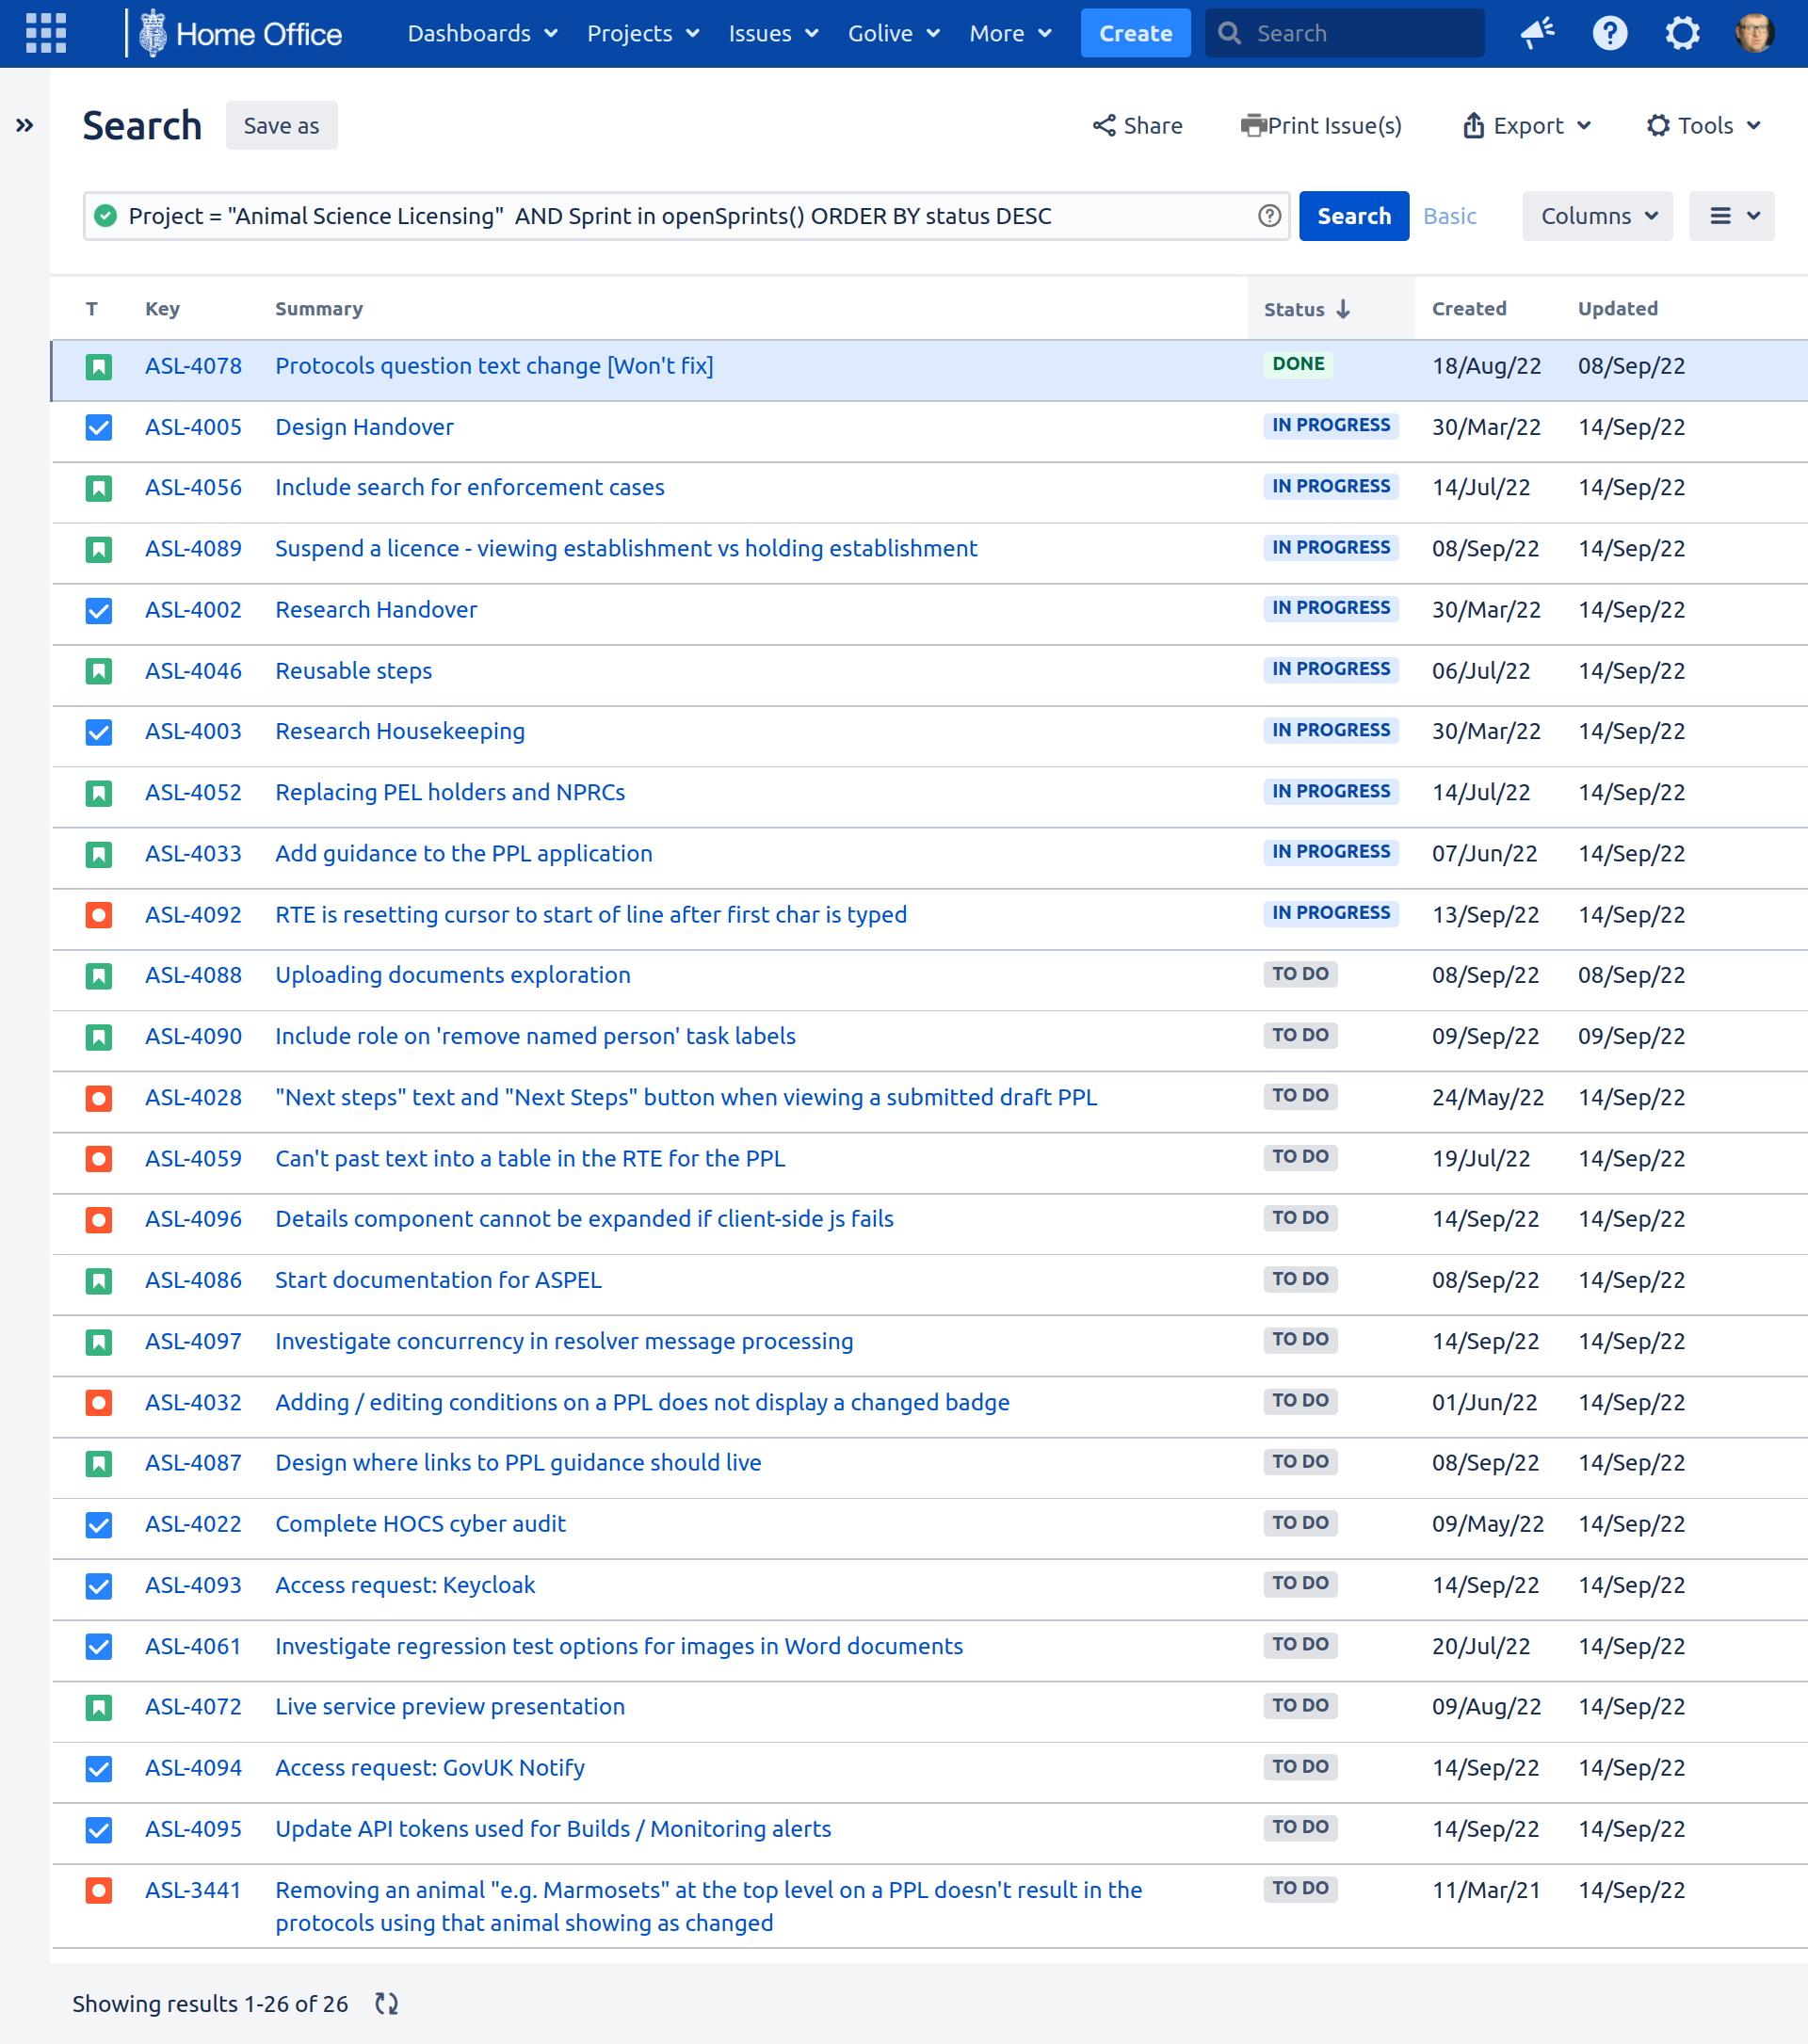 Home Office Dashboards Projects Issues Golive More Create Search
Search Save as Share Print Issue(s) Export Tools
Project = "Animal Science Licensing" AND Sprint in openSprints() ORDER BY status DESC Search Basic Columns
T Key Summary Status Created Updated
ASL-4078 Protocols question text change [Won't fix] DONE 18/Aug/22 08/Sep/22
ASL-4005 Design Handover IN PROGRESS 30/Mar/22 14/Sep/22
ASL-4056 Include search for enforcement cases IN PROGRESS 14/Jul/22 14/Sep/22
ASL-4089 Suspend a licence - viewing establishment vs holding establishment IN PROGRESS 08/Sep/22 14/Sep/22
ASL-4002 Research Handover IN PROGRESS 30/Mar/22 14/Sep/22
ASL-4046 Reusable steps IN PROGRESS 06/Jul/22 14/Sep/22
ASL-4003 Research Housekeeping IN PROGRESS 30/Mar/22 14/Sep/22
ASL-4052 Replacing PEL holders and NPRCs IN PROGRESS 14/Jul/22 14/Sep/22
ASL-4033 Add guidance to the PPL application IN PROGRESS 07/Jun/22 14/Sep/22
ASL-4092 RTE is resetting cursor to start of line after first char is typed IN PROGRESS 13/Sep/22 14/Sep/22
ASL-4088 Uploading documents exploration TO DO 08/Sep/22 08/Sep/22
ASL-4090 Include role on 'remove named person' task labels TO DO 09/Sep/22 09/Sep/22
ASL-4028 "Next steps" text and "Next Steps" button when viewing a submitted draft PPL TO DO 24/May/22 14/Sep/22
ASL-4059 Can't past text into a table in the RTE for the PPL TO DO 19/Jul/22 14/Sep/22
ASL-4096 Details component cannot be expanded if client-side js fails TO DO 14/Sep/22 14/Sep/22
ASL-4086 Start documentation for ASPEL TO DO 08/Sep/22 14/Sep/22
ASL-4097 Investigate concurrency in resolver message processing TO DO 14/Sep/22 14/Sep/22
ASL-4032 Adding / editing conditions on a PPL does not display a changed badge TO DO 01/Jun/22 14/Sep/22
ASL-4087 Design where links to PPL guidance should live TO DO 08/Sep/22 14/Sep/22
ASL-4022 Complete HOCS cyber audit TO DO 09/May/22 14/Sep/22
ASL-4093 Access request: Keycloak TO DO 14/Sep/22 14/Sep/22
ASL-4061 Investigate regression test options for images in Word documents TO DO 20/Jul/22 14/Sep/22
ASL-4072 Live service preview presentation TO DO 09/Aug/22 14/Sep/22
ASL-4094 Access request: GovUK Notify TO DO 14/Sep/22 14/Sep/22
ASL-4095 Update API tokens used for Builds / Monitoring alerts TO DO 14/Sep/22 14/Sep/22
ASL-3441 Removing an animal "e.g. Marmosets" at the top level on a PPL doesn't result in the TO DO 11/Mar/21 14/Sep/22
protocols using that animal showing as changed
Showing results 1-26 of 26